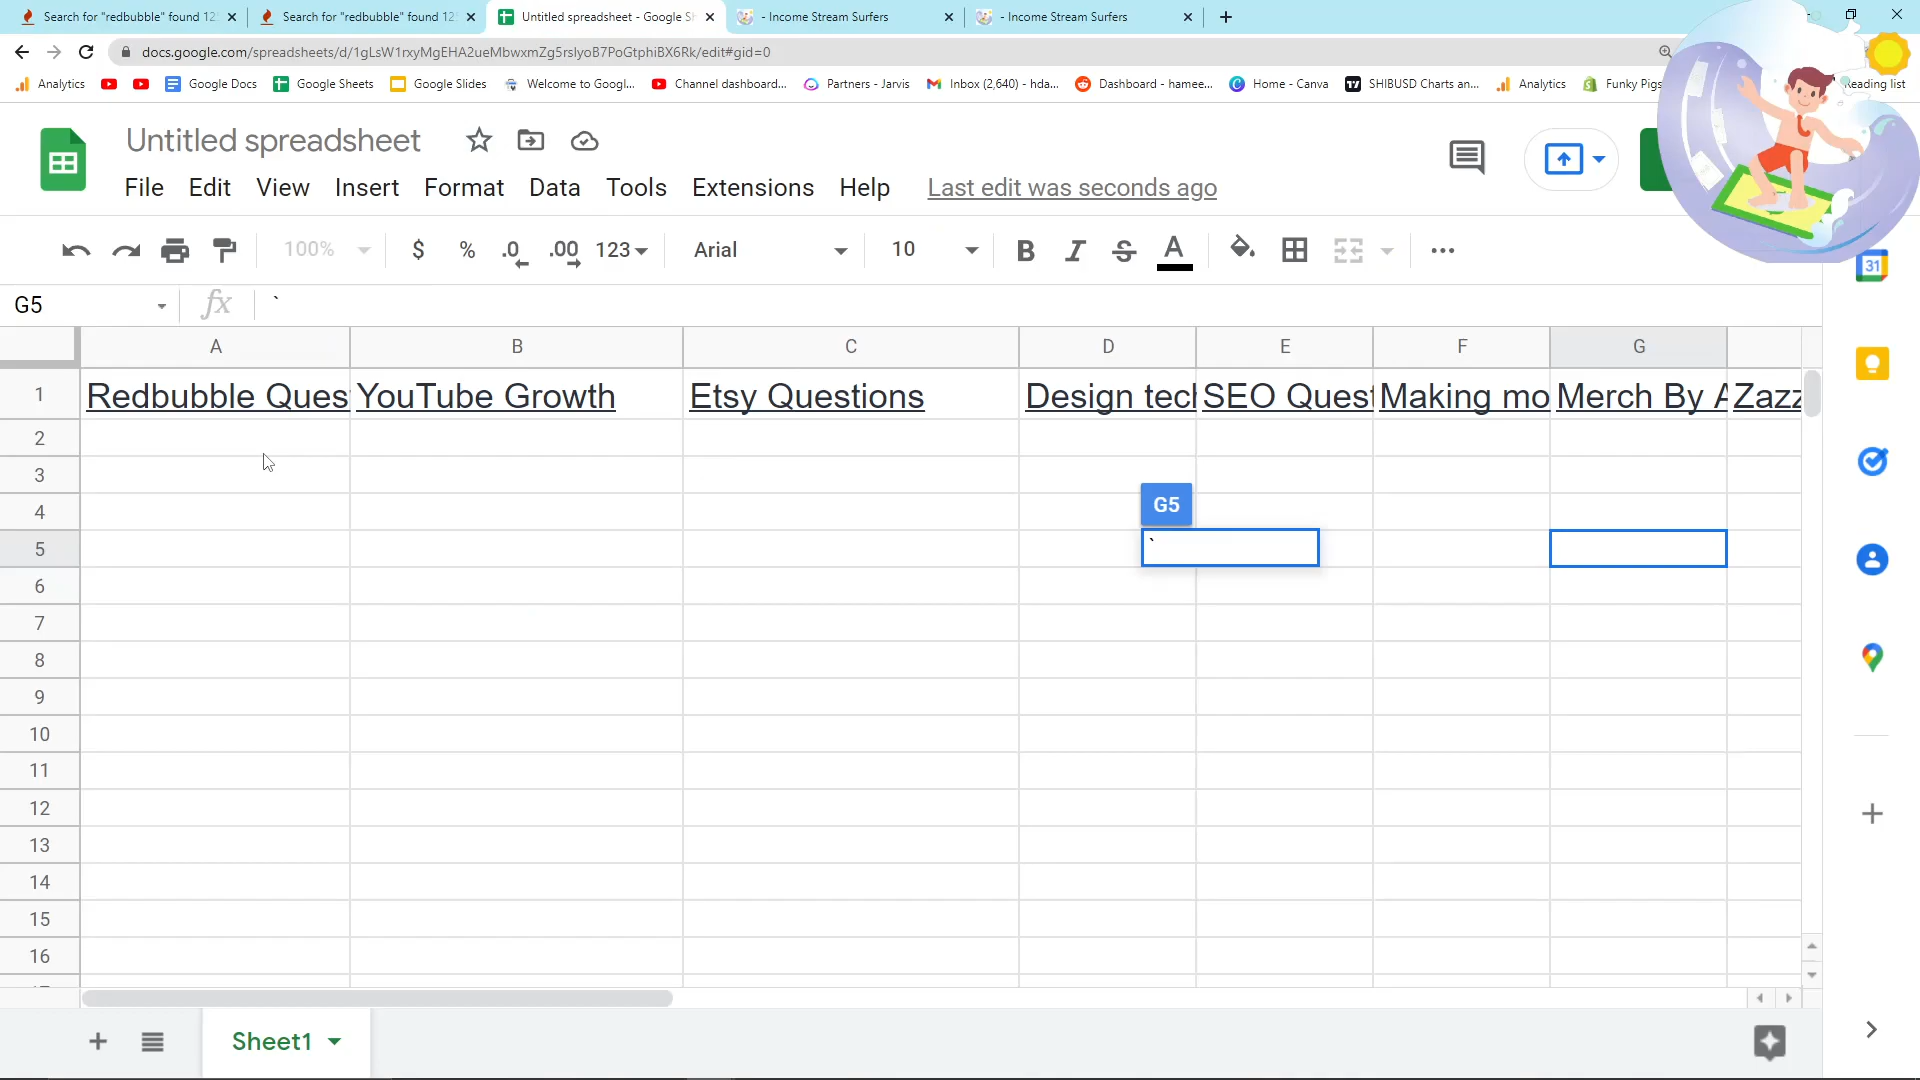 Search for "redbubble" found 12
Search for "redbubble" found 12
Untitled spreadsheet - Google Sh
- Income Stream Surfers
- Income Stream Surfers
docs.google.com/spreadsheets/d/1gLsW1rxyMgEHA2ueMbwxmZg5rslyoB7PoGtphiBX6Rk/edit#gid=0
Analytics Google Docs Google Sheets Google Slides Welcome to Googl... Channel dashboard... Partners - Jarvis Inbox (2,640) - hda... Dashboard - hamee... Home - Canva SHIBUSD Charts an... Analytics Funky Pigs Reading list
Untitled spreadsheet
File Edit View Insert Format Data Tools Extensions Help Last edit was seconds ago
100% $ % .0 .00 123 Arial 10 B I S A
31
G5 fx `
A B C D E F G
1 Redbubble Ques YouTube Growth Etsy Questions Design tech SEO Quest Making mo Merch By A Zazz
2
3
4 G5
5 `
6
7
8
9
10
11
12
13
14
15
16
Sheet1